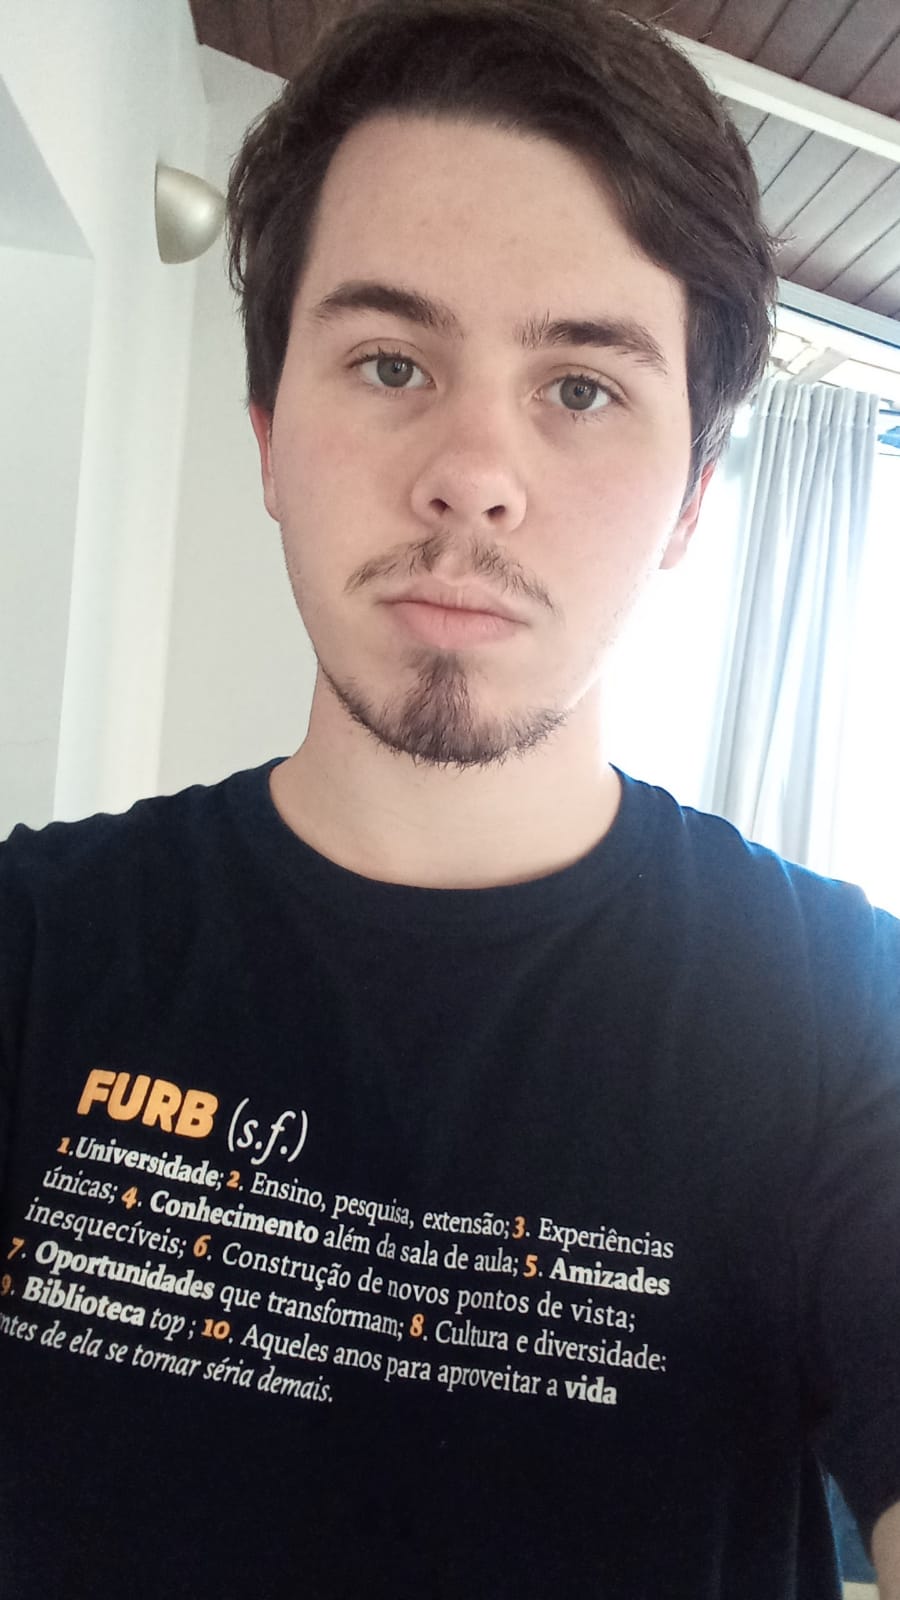 FURB (s.f.)
1.Universidade; 2. Ensino, pesquisa, extensão; 3. Experiências
únicas; 4. Conhecimento além da sala de aula; 5. Amizades
inesquecíveis; 6. Construção de novos pontos de vista;
7. Oportunidades que transformam; 8. Cultura e diversidade:
9. Biblioteca top; 10. Aqueles anos para aproveitar a vida
ntes de ela se tornar séria demais.